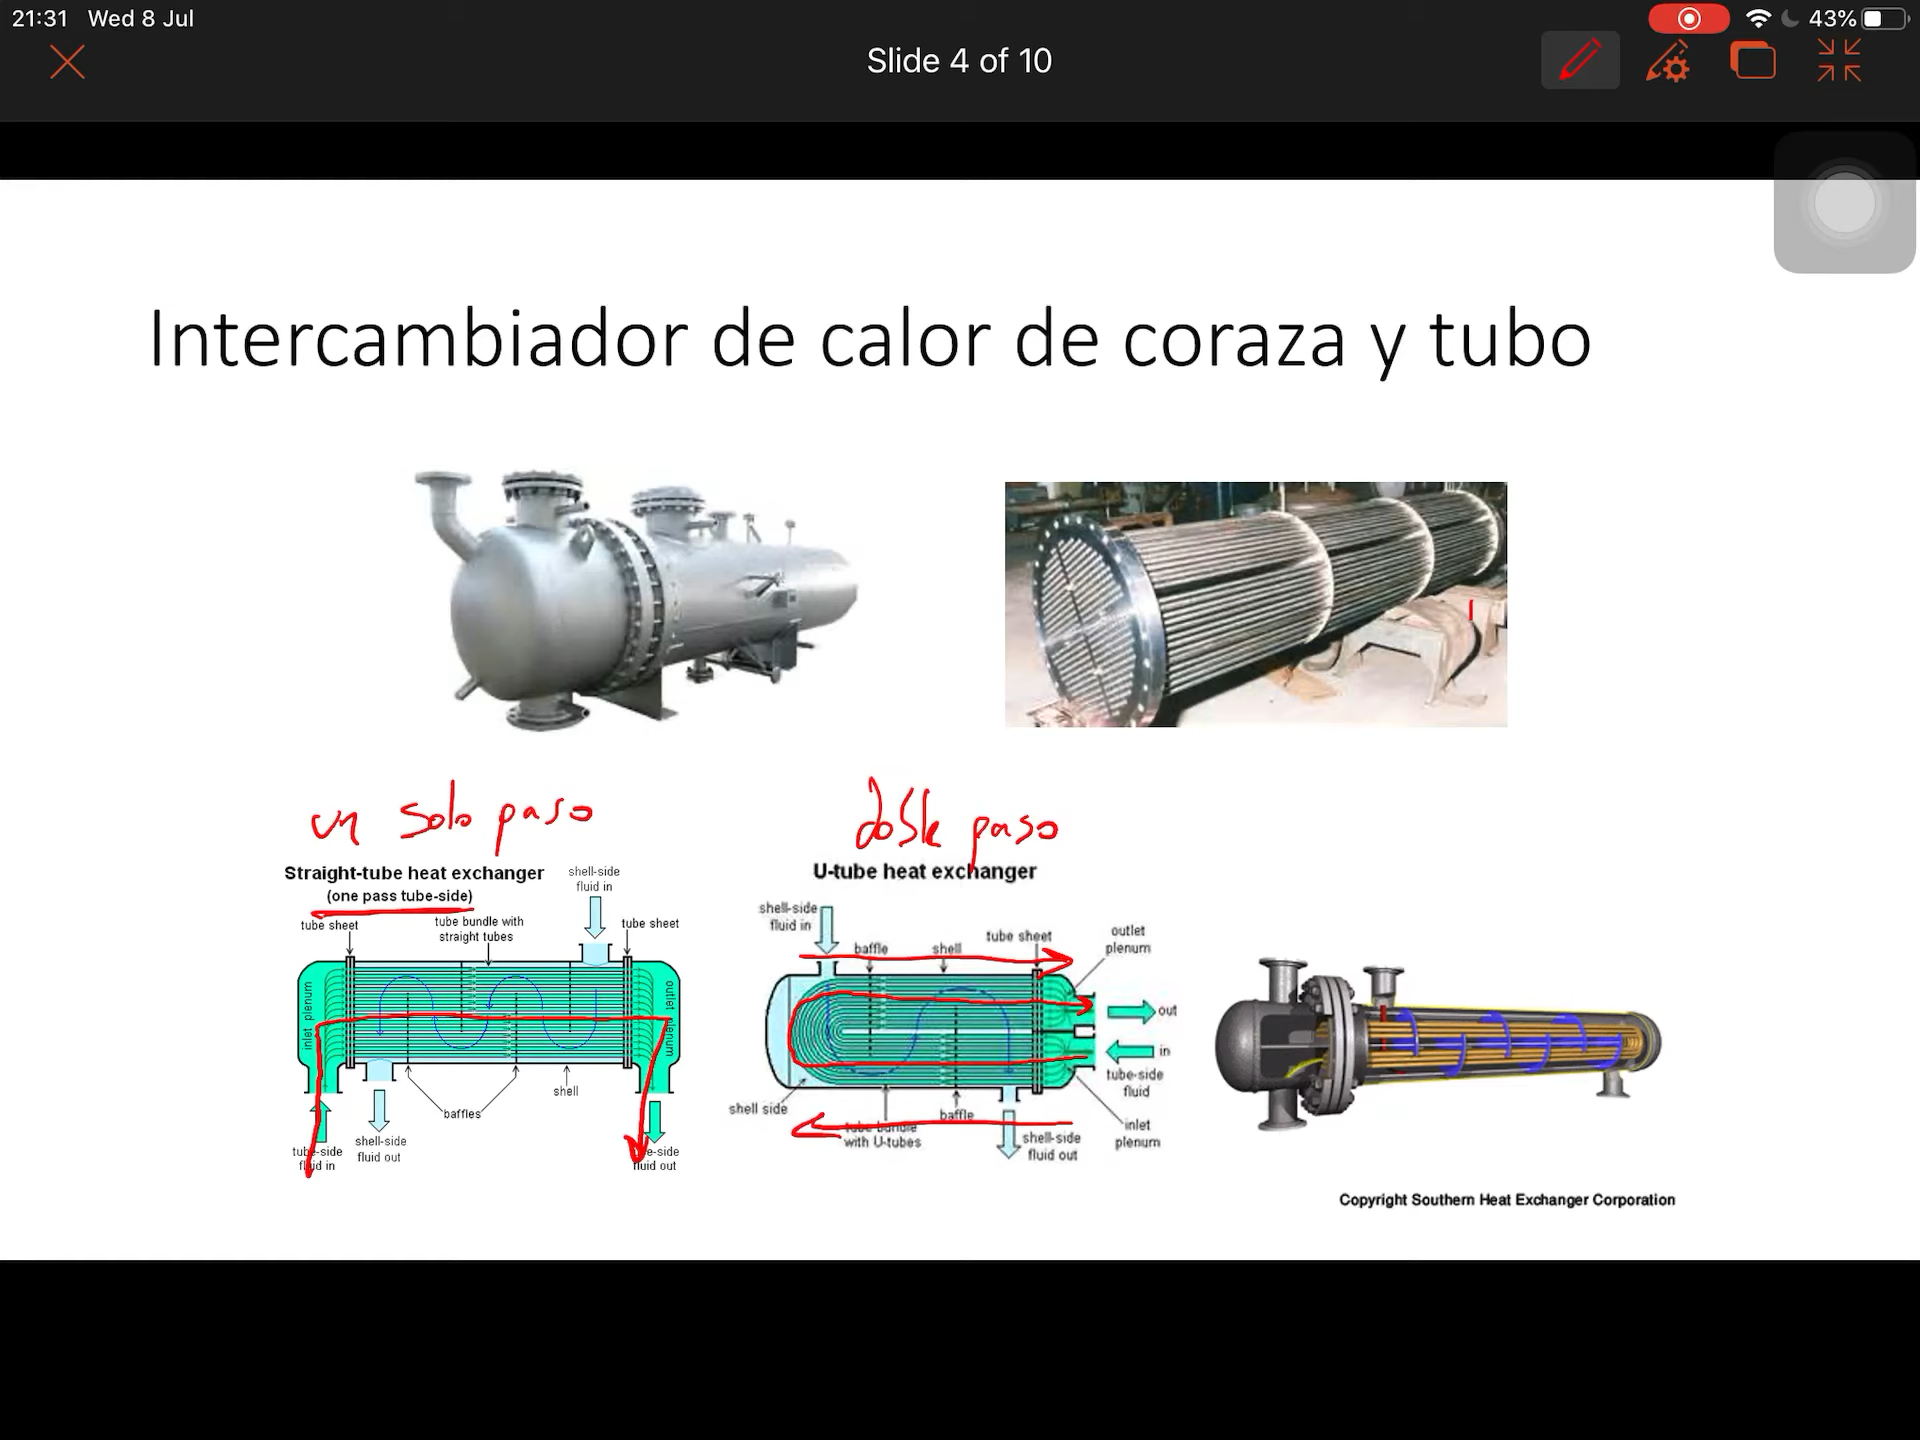 21:31 Wed 8 Jul
43%
Slide 4 of 10
Intercambiador de calor de coraza y tubo
un solo paso
doble paso
Straight-tube heat exchanger
(one pass tube-side)
shell-side
fluid in
tube sheet
tube bundle with
straight tubes
tube sheet
inlet plenum
outlet plenum
tube-side
fluid in
shell-side
fluid out
baffles
shell
tube-side
fluid out
U-tube heat exchanger
shell-side
fluid in
baffle
shell
tube sheet
outlet
plenum
out
in
tube-side
fluid
shell side
tube bundle
with U-tubes
baffle
shell-side
fluid out
inlet
plenum
Copyright Southern Heat Exchanger Corporation